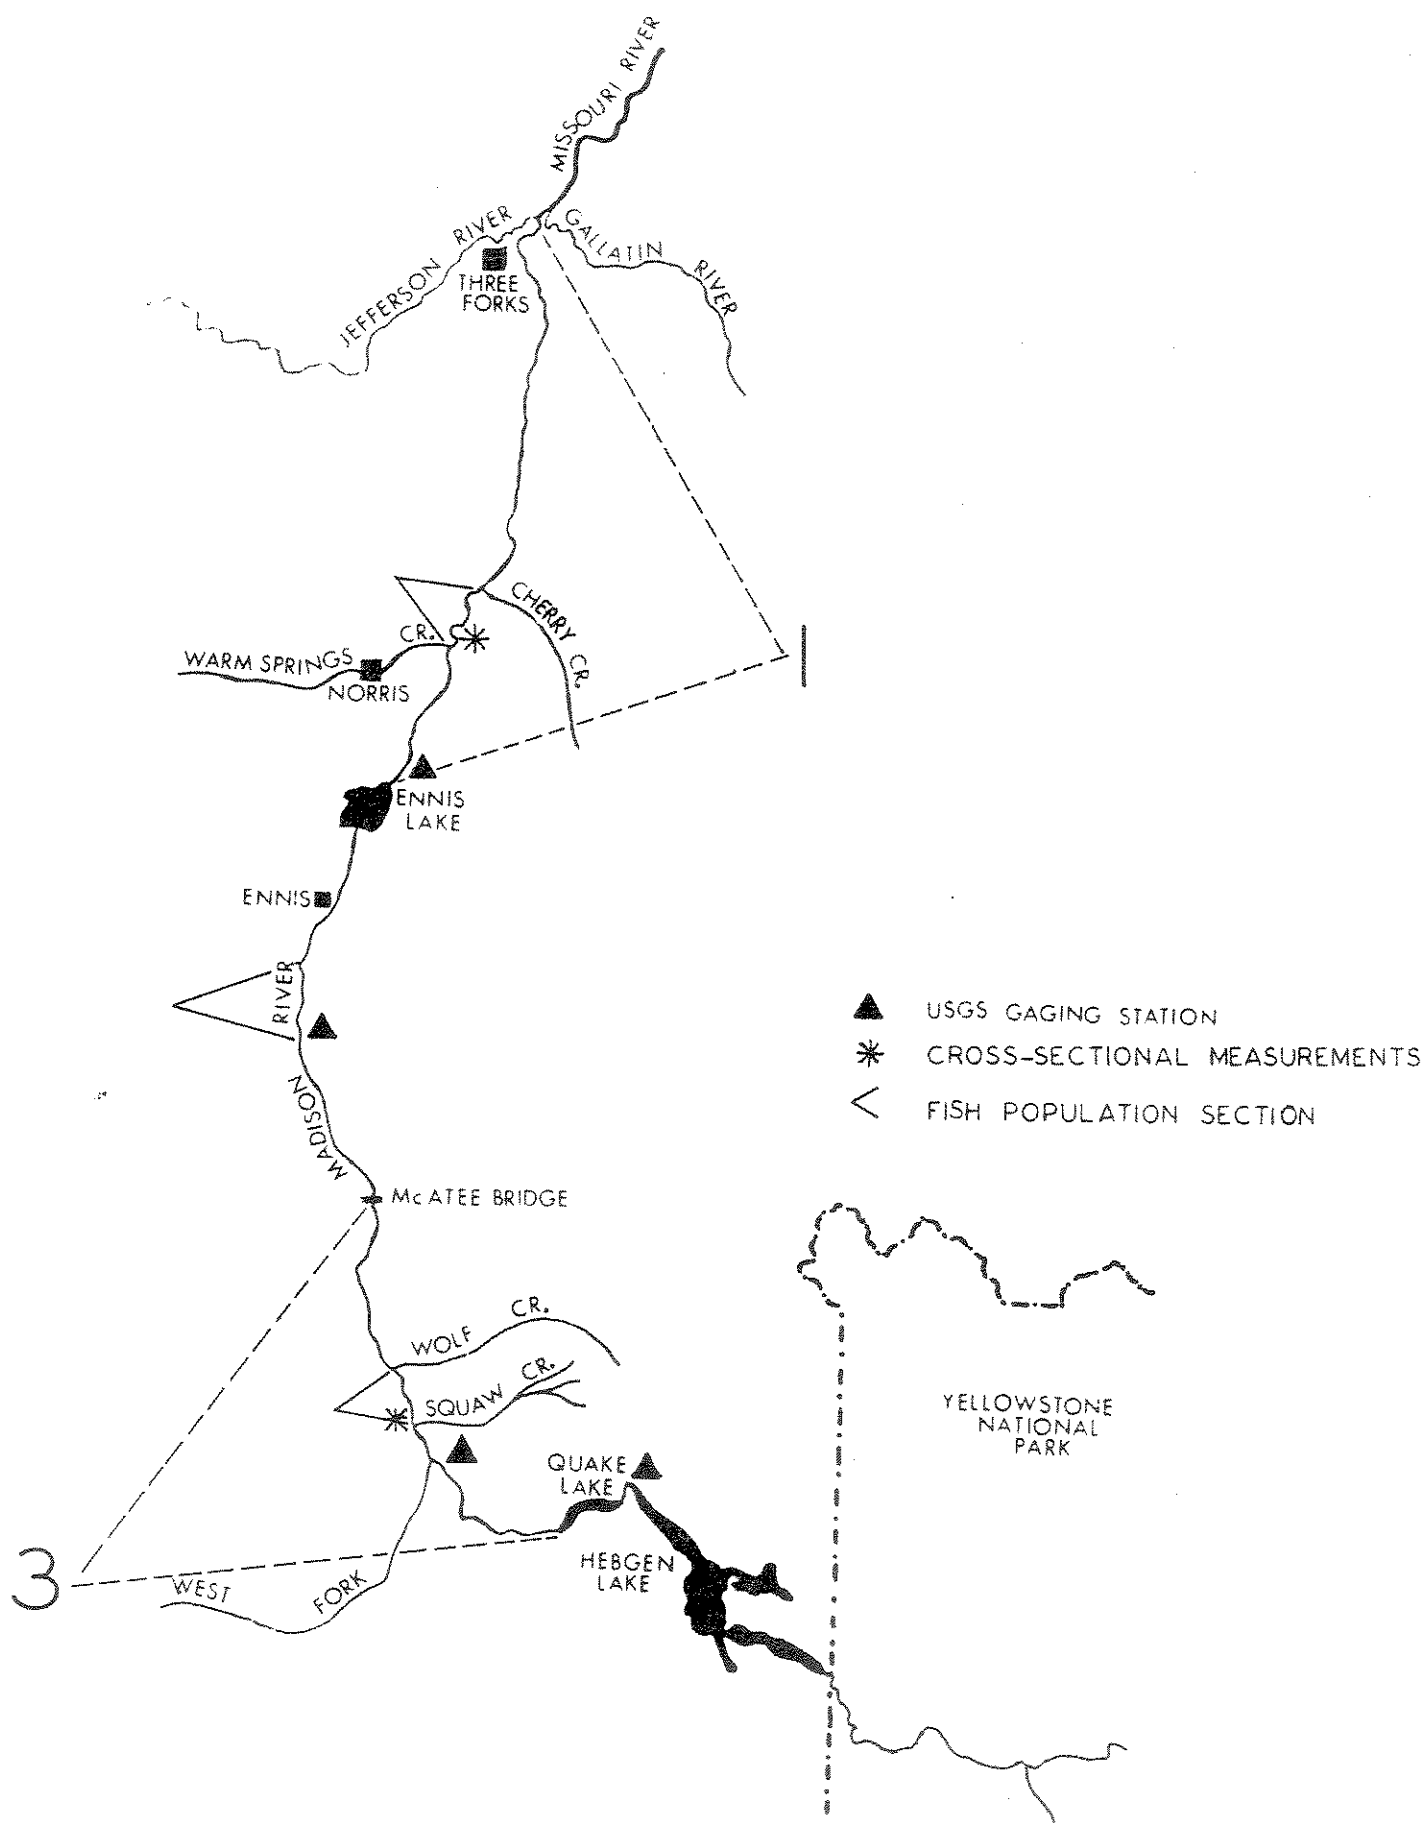 MISSOURI RIVER
JEFFERSON RIVER
GALLATIN RIVER
THREE
FORKS
CHERRY CR.
WARM SPRINGS CR.
NORRIS
1
ENNIS
LAKE
ENNIS
MADISON RIVER
USGS GAGING STATION
CROSS-SECTIONAL MEASUREMENTS
FISH POPULATION SECTION
McATEE BRIDGE
WOLF CR.
SQUAW CR.
YELLOWSTONE
NATIONAL
PARK
QUAKE
LAKE
HEBGEN
LAKE
3
WEST FORK